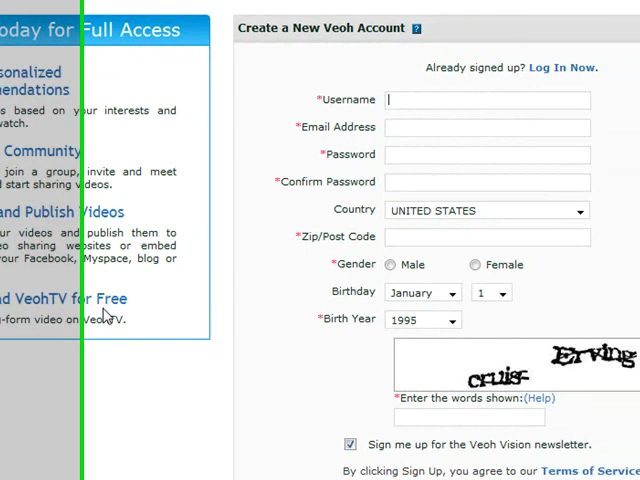 oday for Full Access
sonalized
nendations
s based on your interests and
watch.
Community
join a group, invite and meet
d start sharing videos.
and Publish Videos
ur videos and publish them to
eo sharing websites or embed
your Facebook, Myspace, blog or
ad VeohTV for Free
g-form video on VeohTV.
Create a New Veoh Account ?
Already signed up? Log In Now.
*Username
*Email Address
*Password
*Confirm Password
Country UNITED STATES
*Zip/Post Code
*Gender Male Female
Birthday January 1
*Birth Year 1995
cruise Erving
*Enter the words shown:(Help)
Sign me up for the Veoh Vision newsletter.
By clicking Sign Up, you agree to our Terms of Service